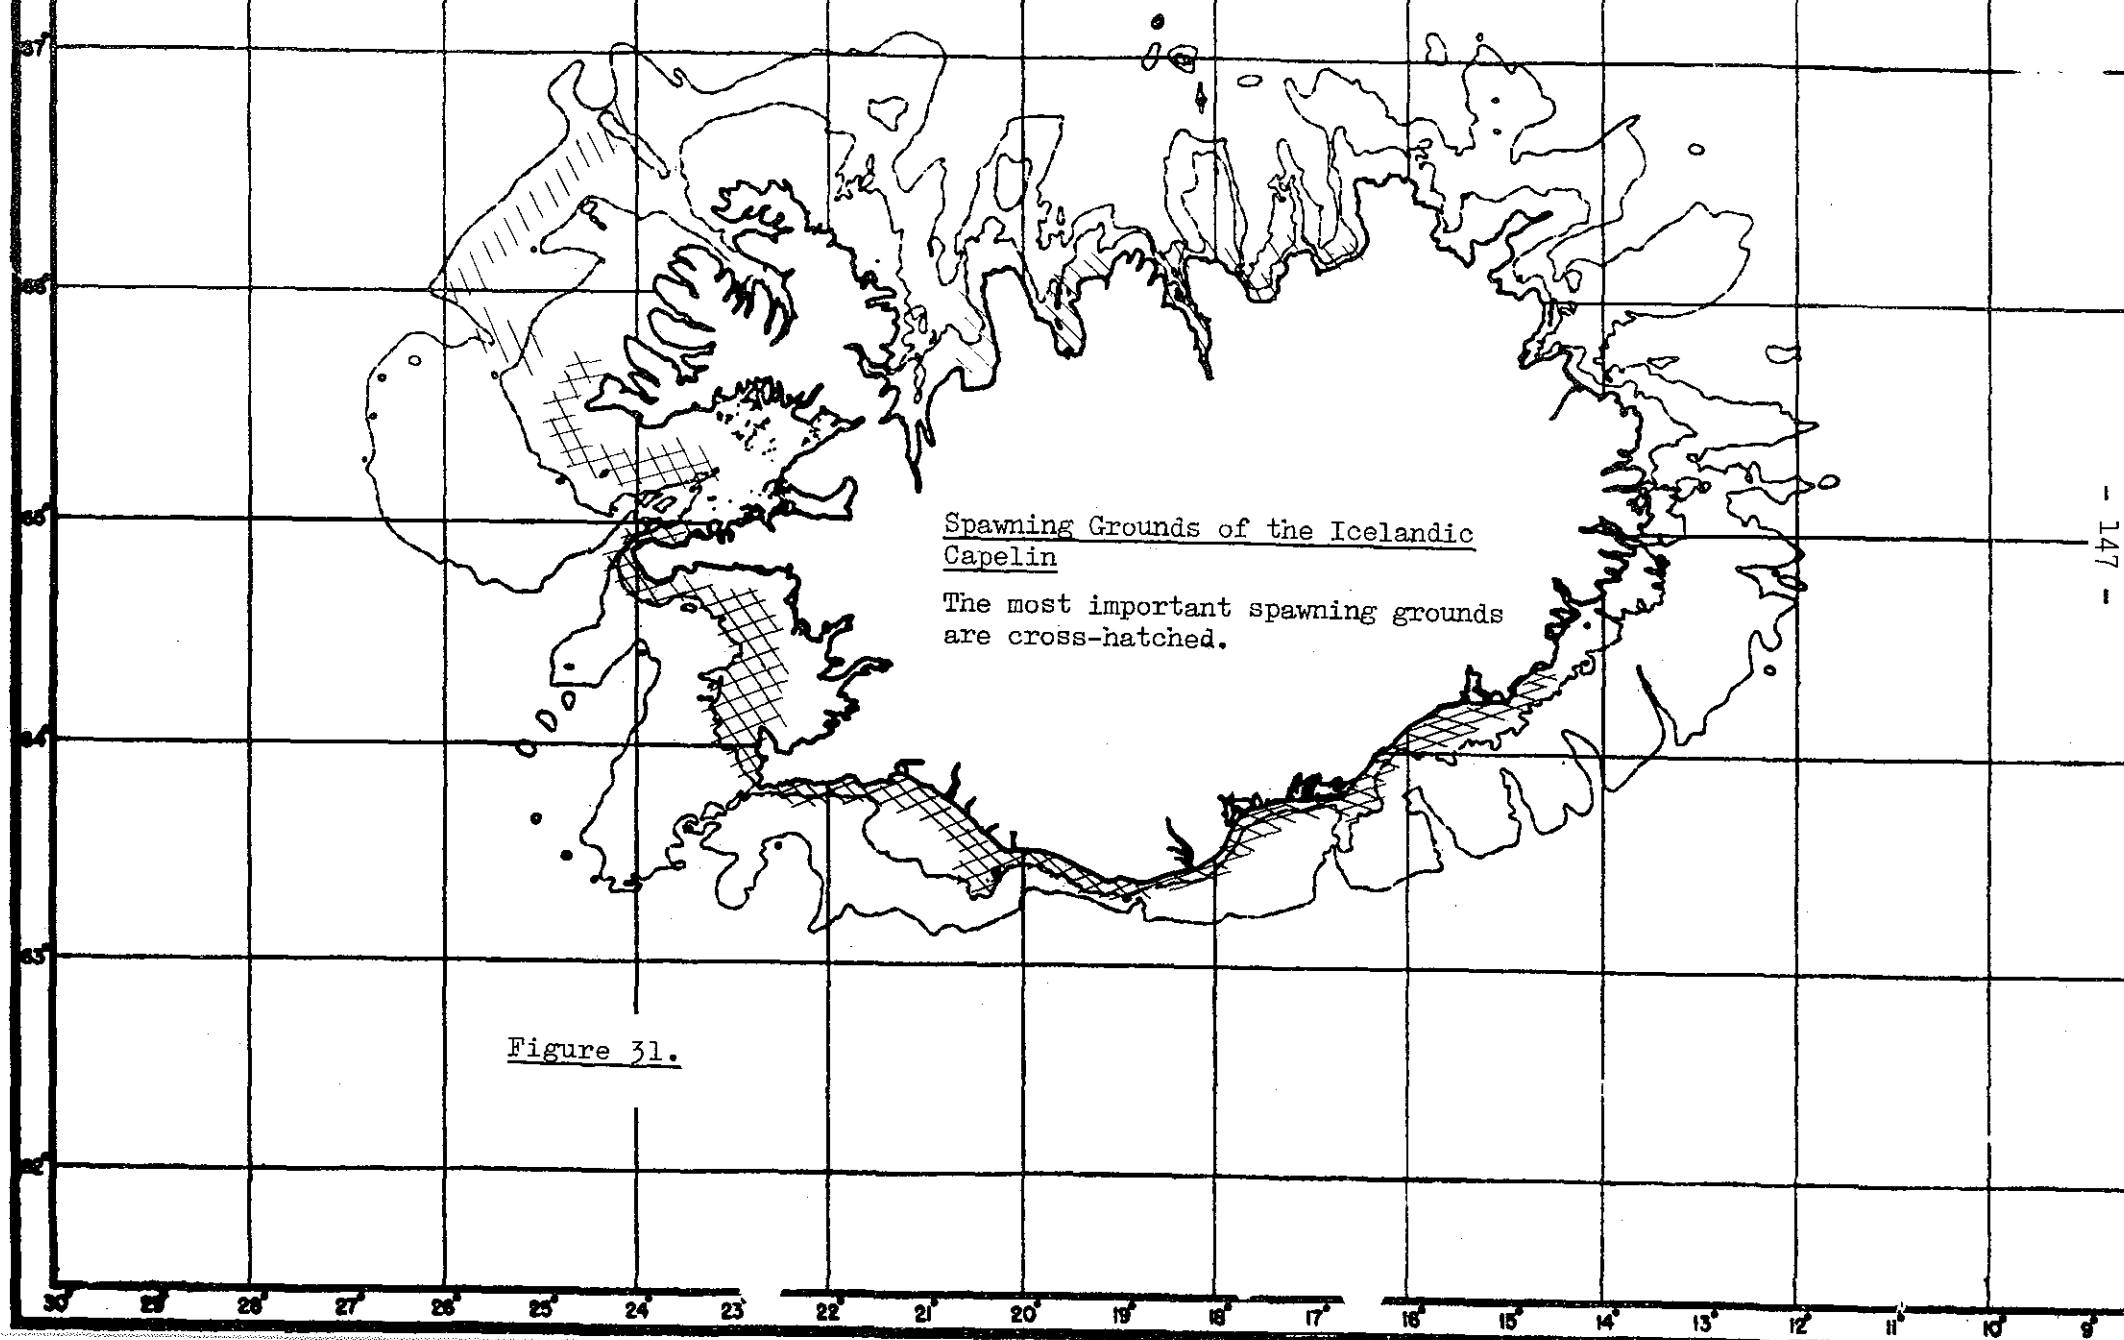 67°
66°
65°
64°
63°
62°
Spawning Grounds of the Icelandic
Capelin
The most important spawning grounds
are cross-hatched.
- 147 -
Figure 31.
30° 29° 28° 27° 26° 25° 24° 23° 22° 21° 20° 19° 18° 17° 16° 15° 14° 13° 12° 11° 10° 9°